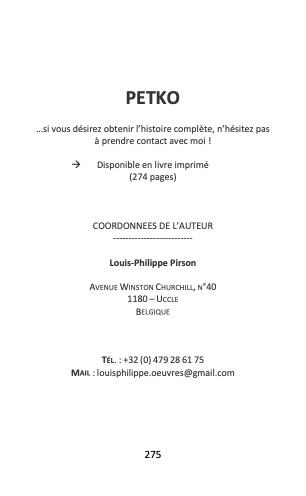 PETKO
…si vous désirez obtenir l'histoire complète, n'hésitez pas
à prendre contact avec moi !
→ Disponible en livre imprimé
(274 pages)
COORDONNEES DE L'AUTEUR
--------------------------
Louis-Philippe Pirson
AVENUE WINSTON CHURCHILL, N°40
1180 – UCCLE
BELGIQUE
TÉL. : +32 (0) 479 28 61 75
MAIL : louisphilippe.oeuvres@gmail.com
275